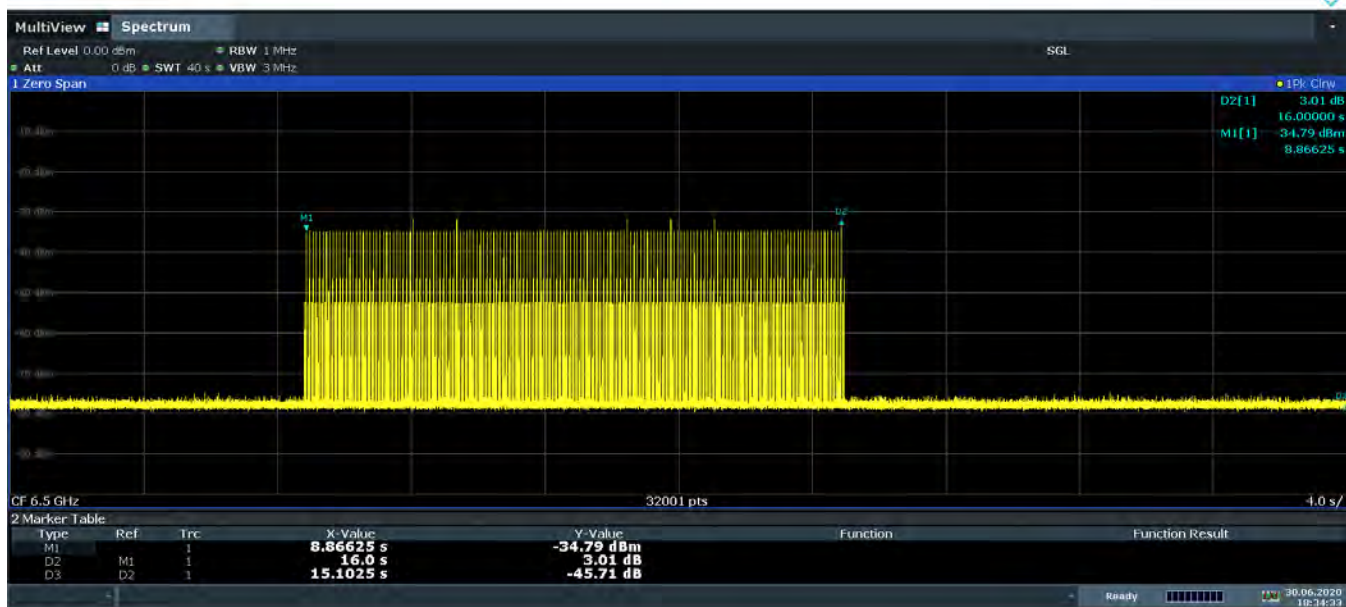 MultiView Spectrum
Ref Level 0.00 dBm RBW 1 MHz SGL
Att 0 dB SWT 40 s VBW 3 MHz
1 Zero Span 1Pk Clrw
D2[1] 3.01 dB
16.00000 s
M1[1] -34.79 dBm
8.86625 s
M1
D2
CF 6.5 GHz 32001 pts 4.0 s/
2 Marker Table
Type Ref Trc X-Value Y-Value Function Function Result
M1 1 8.86625 s -34.79 dBm
D2 M1 1 16.0 s 3.01 dB
D3 D2 1 15.1025 s -45.71 dB
Ready 30.06.2020
18:34:33